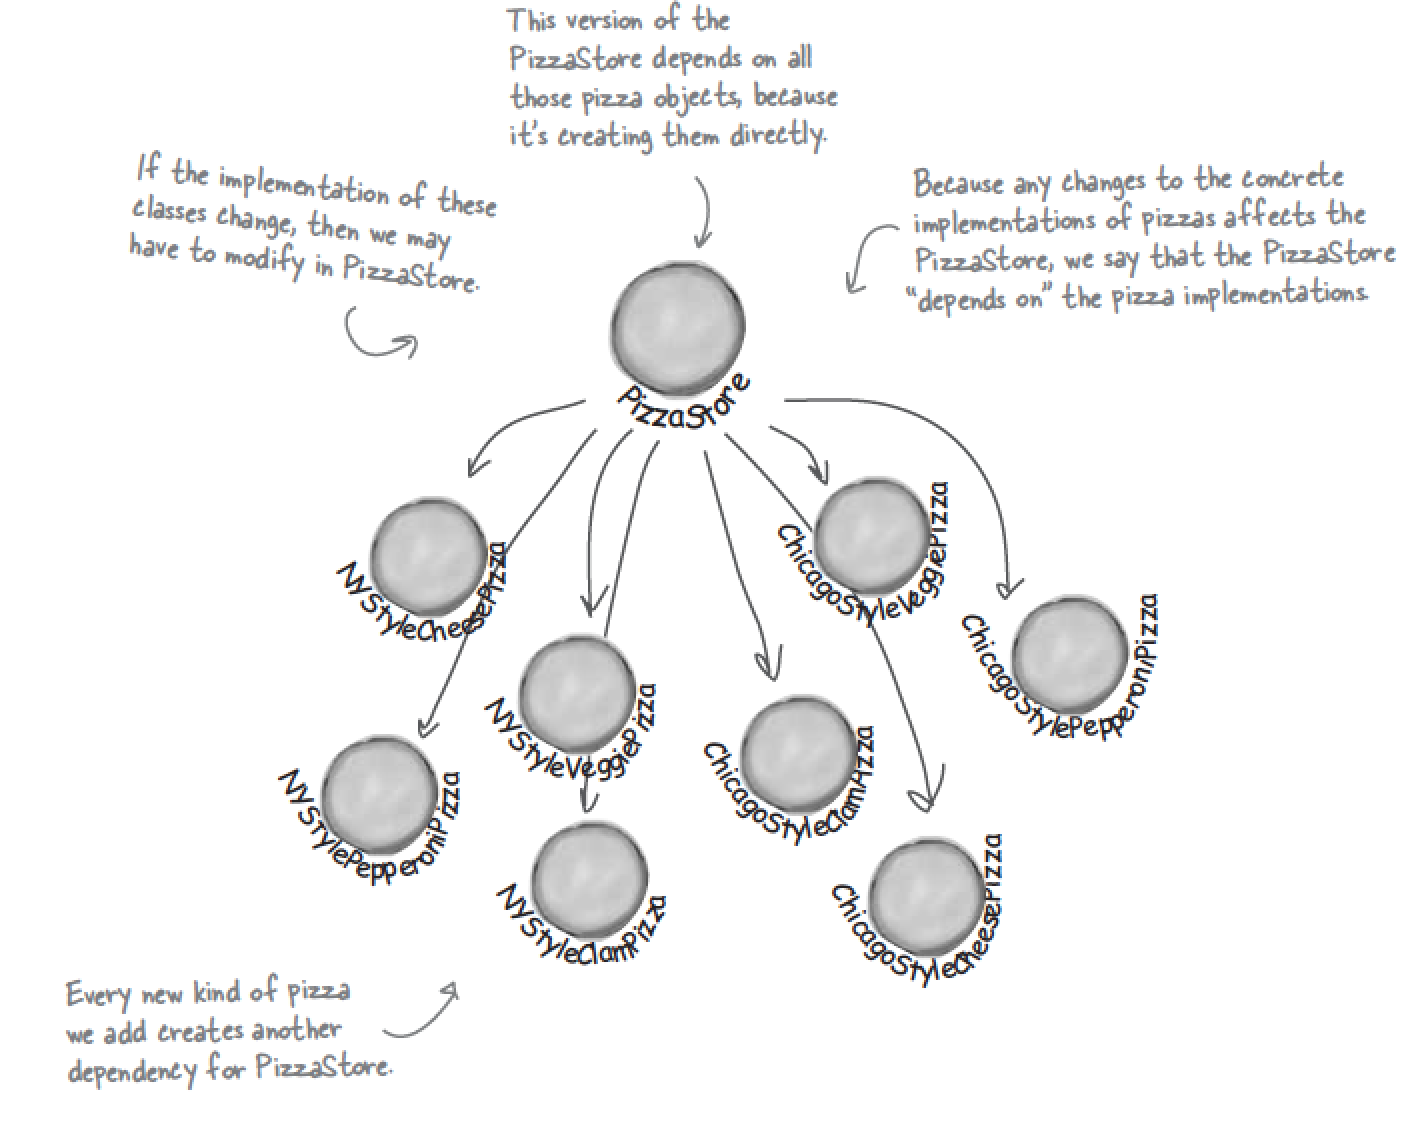 This version of the
PizzaStore depends on all
those pizza objects, because
it's creating them directly.
If the implementation of these
classes change, then we may
have to modify in PizzaStore.
Because any changes to the concrete
implementations of pizzas affects the
PizzaStore, we say that the PizzaStore
“depends on” the pizza implementations.
PizzaStore
NYStyleCheesePizza
ChicagoStyleVeggiePizza
NYStyleVeggiePizza
ChicagoStylePepperoniPizza
NYStylePepperoniPizza
ChicagoStyleClamPizza
NYStyleClamPizza
ChicagoStyleCheesePizza
Every new kind of pizza
we add creates another
dependency for PizzaStore.